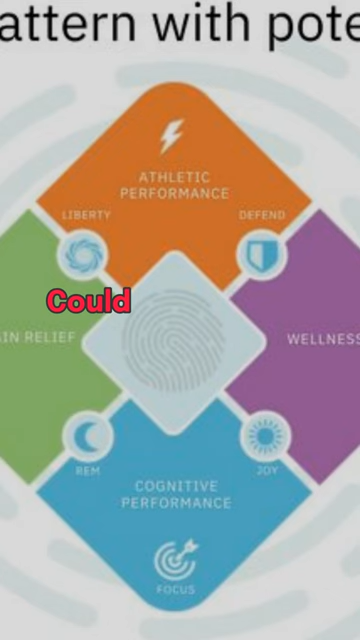 attern with pote
ATHLETIC
PERFORMANCE
LIBERTY
DEFEND
Could
IN RELIEF
WELLNESS
REM
JOY
COGNITIVE
PERFORMANCE
FOCUS